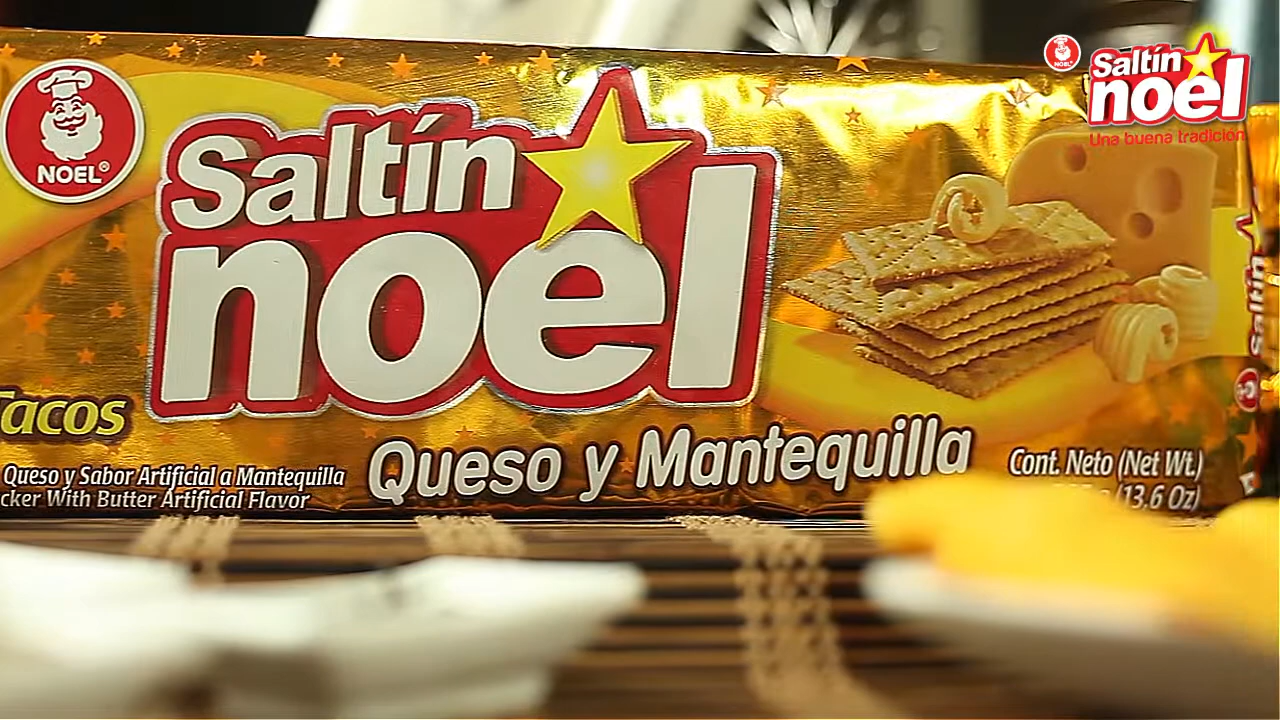 NOEL®
Saltín
noel
Tacos
Queso y Sabor Artificial a Mantequilla
cker With Butter Artificial Flavor
Queso y Mantequilla
Cont. Neto (Net Wt.)
(13.6 Oz)
NOEL
Saltín
noel
Una buena tradición
Saltín